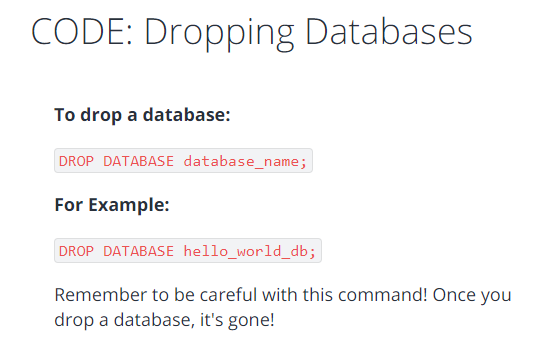 CODE: Dropping Databases
To drop a database:
DROP DATABASE database_name;
For Example:
DROP DATABASE hello_world_db;
Remember to be careful with this command! Once you
drop a database, it's gone!